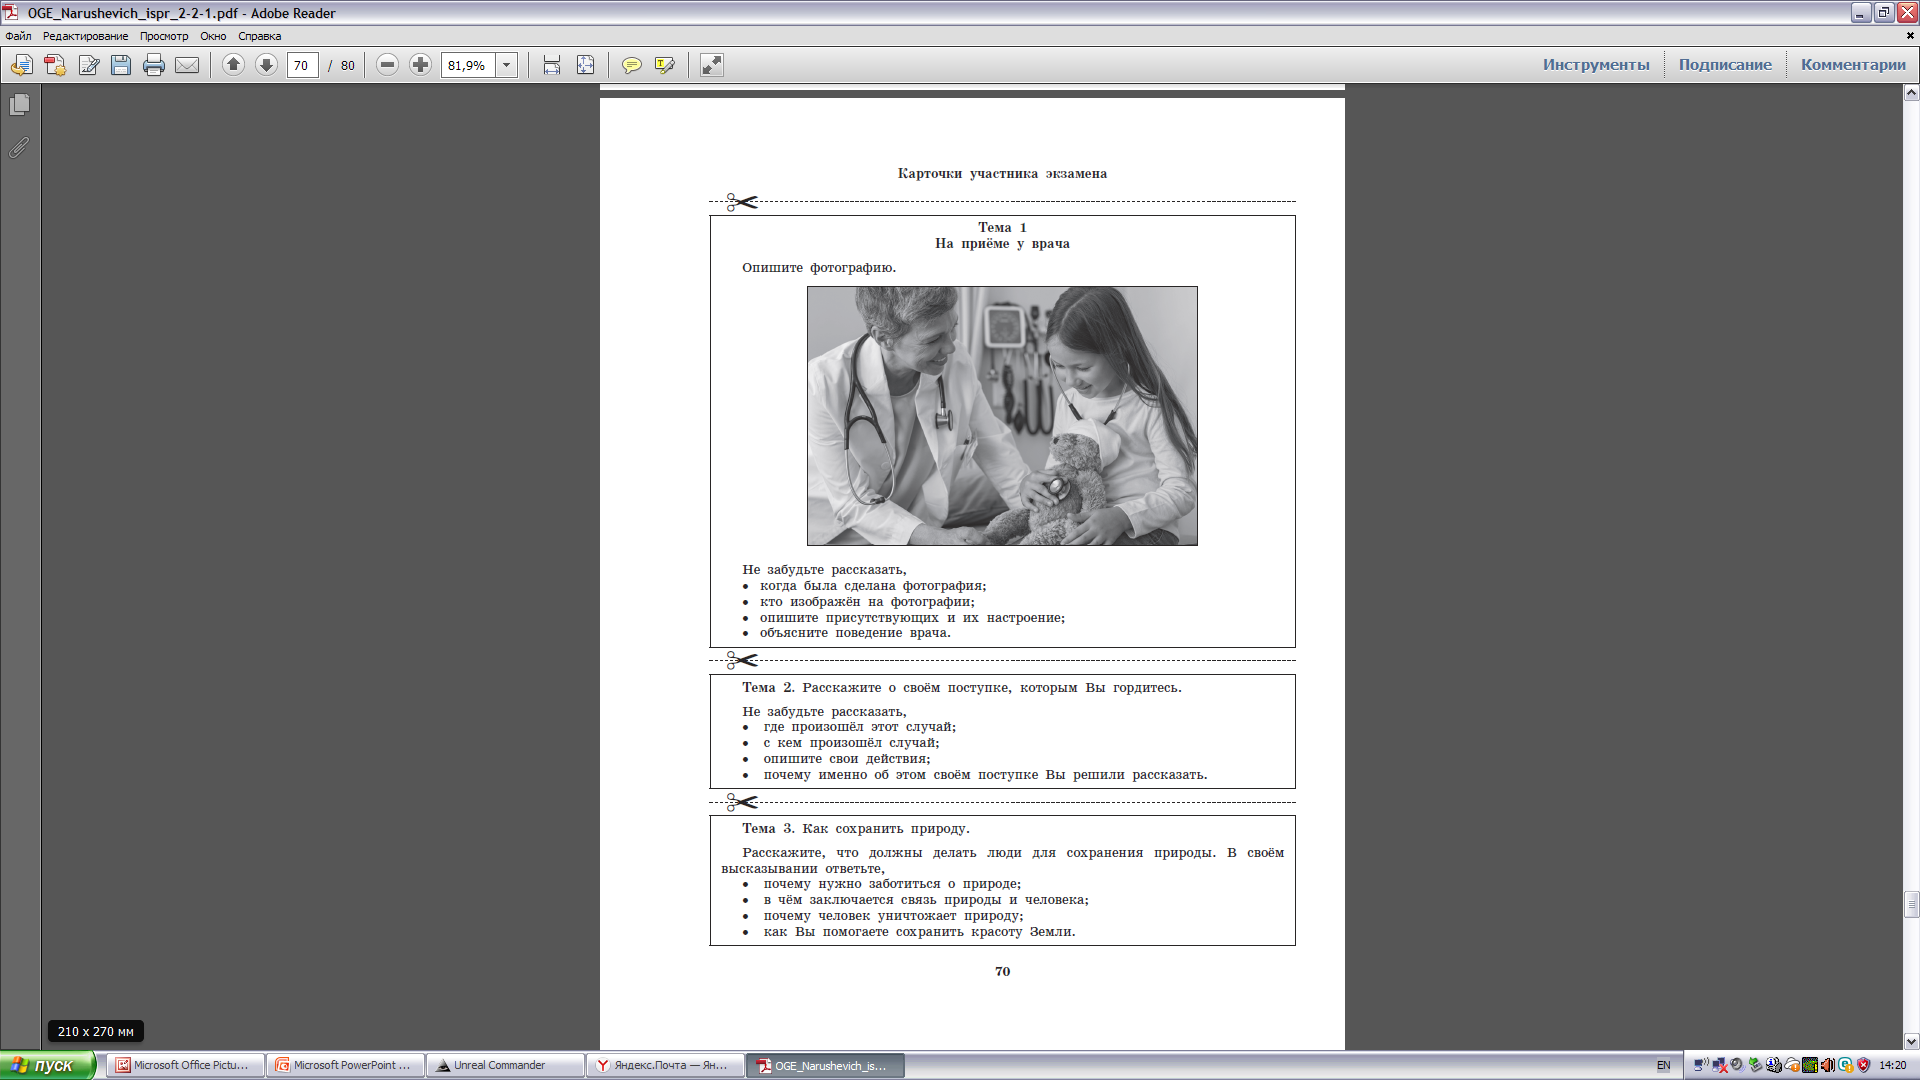 OGE_Narushevich_ispr_2-2-1.pdf - Adobe Reader
Файл Редактирование Просмотр Окно Справка
70 / 80 81,9% Инструменты Подписание Комментарии
Карточки участника экзамена
Тема 1
На приёме у врача
Опишите фотографию.
Не забудьте рассказать,
• когда была сделана фотография;
• кто изображён на фотографии;
• опишите присутствующих и их настроение;
• объясните поведение врача.
Тема 2. Расскажите о своём поступке, которым Вы гордитесь.
Не забудьте рассказать,
• где произошёл этот случай;
• с кем произошёл случай;
• опишите свои действия;
• почему именно об этом своём поступке Вы решили рассказать.
Тема 3. Как сохранить природу.
Расскажите, что должны делать люди для сохранения природы. В своём
высказывании ответьте,
• почему нужно заботиться о природе;
• в чём заключается связь природы и человека;
• почему человек уничтожает природу;
• как Вы помогаете сохранить красоту Земли.
70
210 x 270 мм
пуск Microsoft Office Pictu... Microsoft PowerPoint ... Unreal Commander Яндекс.Почта — Ян... OGE_Narushevich_is... EN 14:20